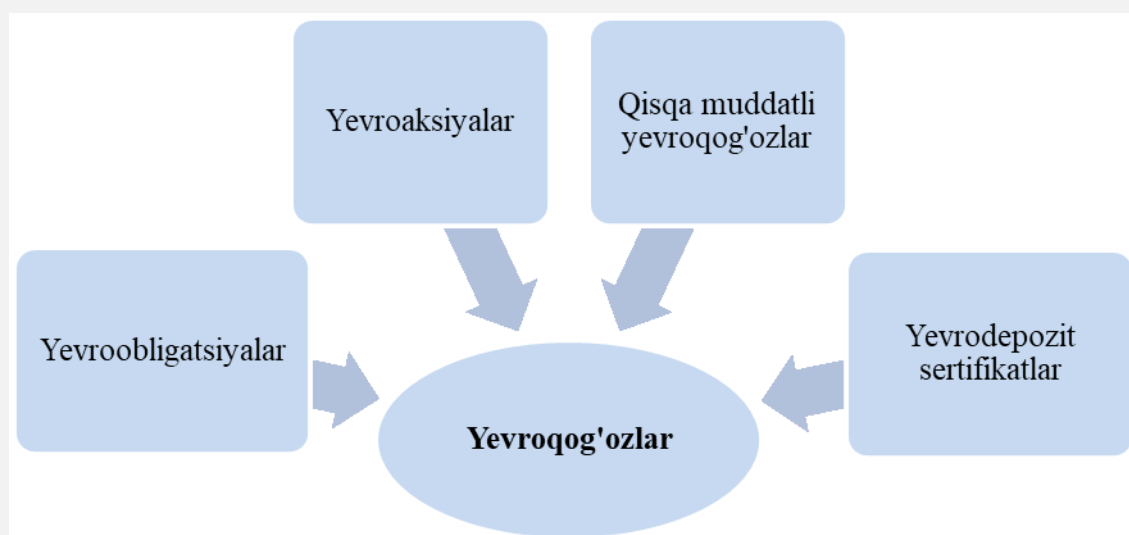 Yevroaksiyalar
Qisqa muddatli
yevroqog'ozlar
Yevroobligatsiyalar
Yevrodepozit
sertifikatlar
Yevroqog'ozlar